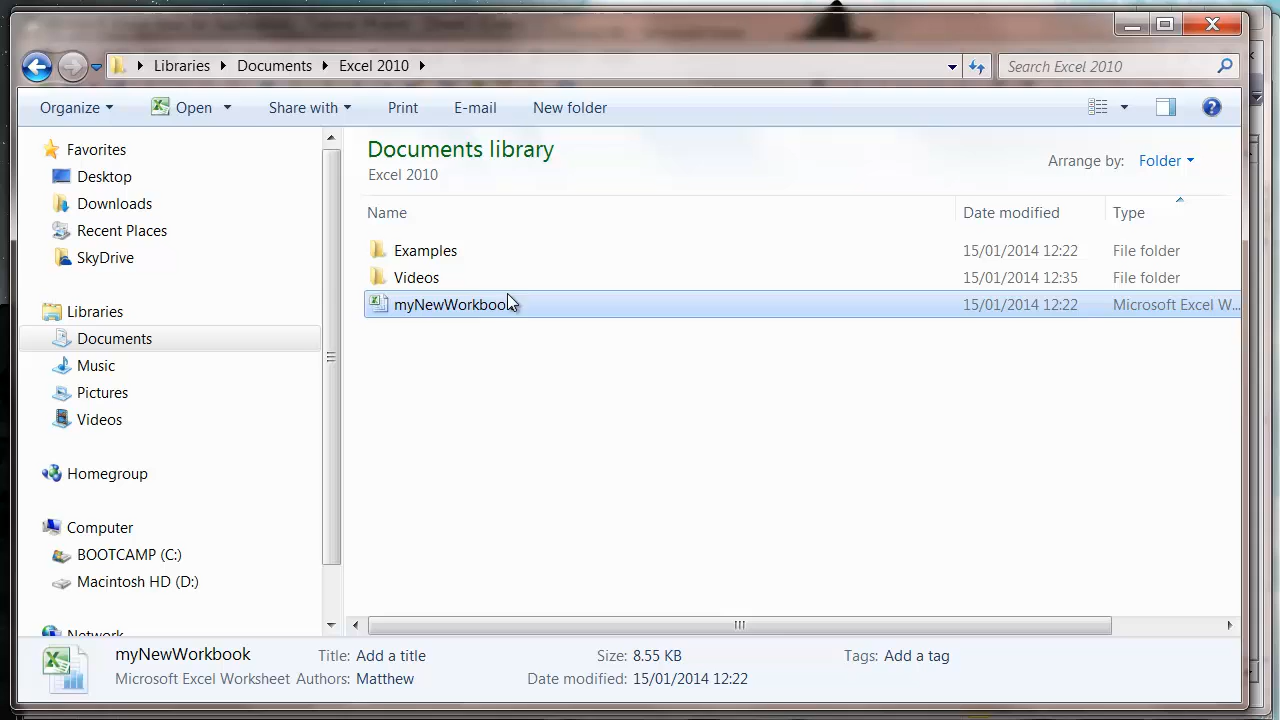 Libraries Documents Excel 2010 Search Excel 2010
Organize Open Share with Print E-mail New folder
Favorites
Desktop
Downloads
Recent Places
SkyDrive
Libraries
Documents
Music
Pictures
Videos
Homegroup
Computer
BOOTCAMP (C:)
Macintosh HD (D:)
Network
Documents library
Excel 2010
Arrange by: Folder
Name Date modified Type
Examples 15/01/2014 12:22 File folder
Videos 15/01/2014 12:35 File folder
myNewWorkbook 15/01/2014 12:22 Microsoft Excel W...
myNewWorkbook Title: Add a title Size: 8.55 KB Tags: Add a tag
Microsoft Excel Worksheet Authors: Matthew Date modified: 15/01/2014 12:22